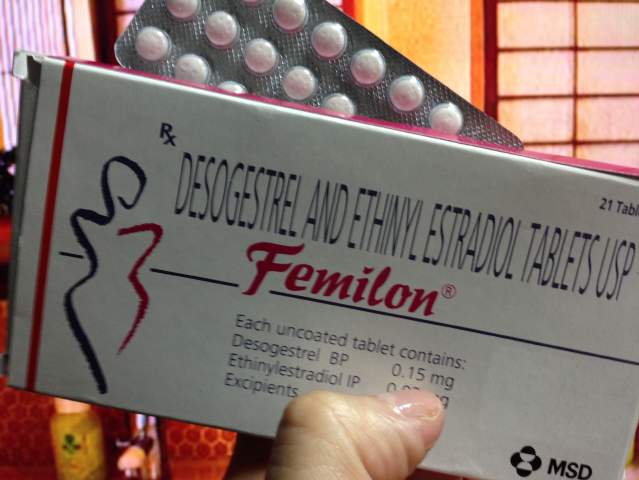 Rx
21 Tabl
DESOGESTREL AND ETHINYL ESTRADIOL TABLETS USP
Femilon®
Each uncoated tablet contains:
Desogestrel BP 0.15 mg
Ethinylestradiol IP
Excipients
MSD